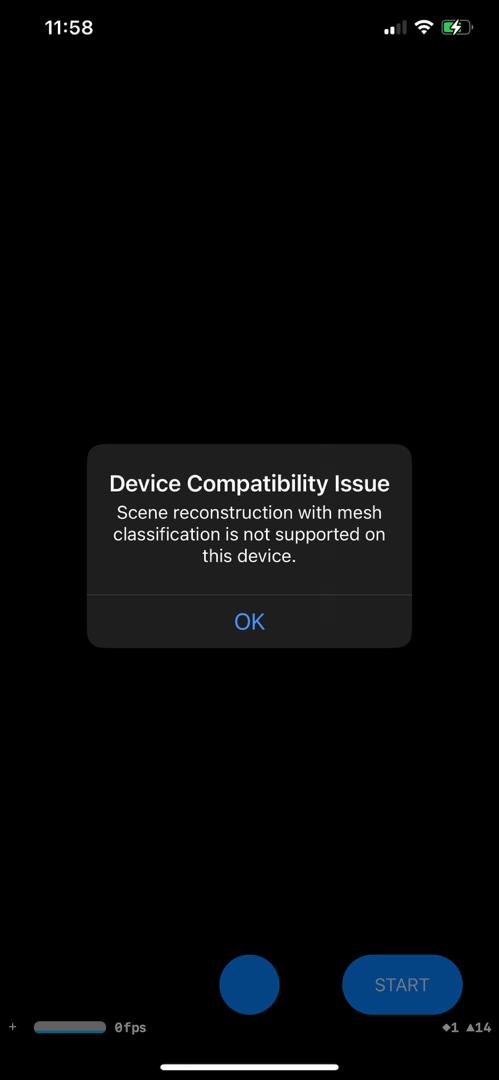 11:58
Device Compatibility Issue
Scene reconstruction with mesh
classification is not supported on
this device.
OK
START
+ 0fps ◆1 ▲14